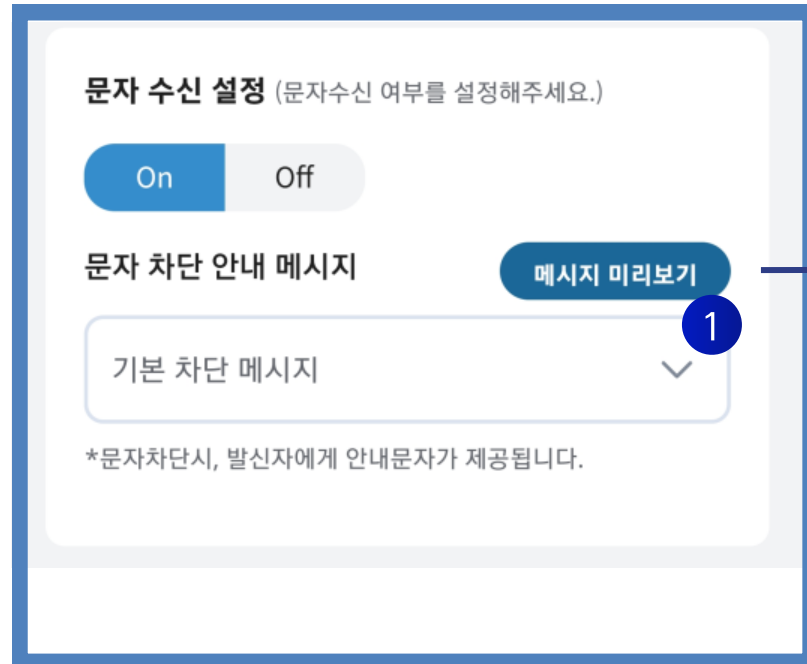 문자 수신 설정 (문자수신 여부를 설정해주세요.)
On Off
문자 차단 안내 메시지 메시지 미리보기
1
기본 차단 메시지
*문자차단시, 발신자에게 안내문자가 제공됩니다.